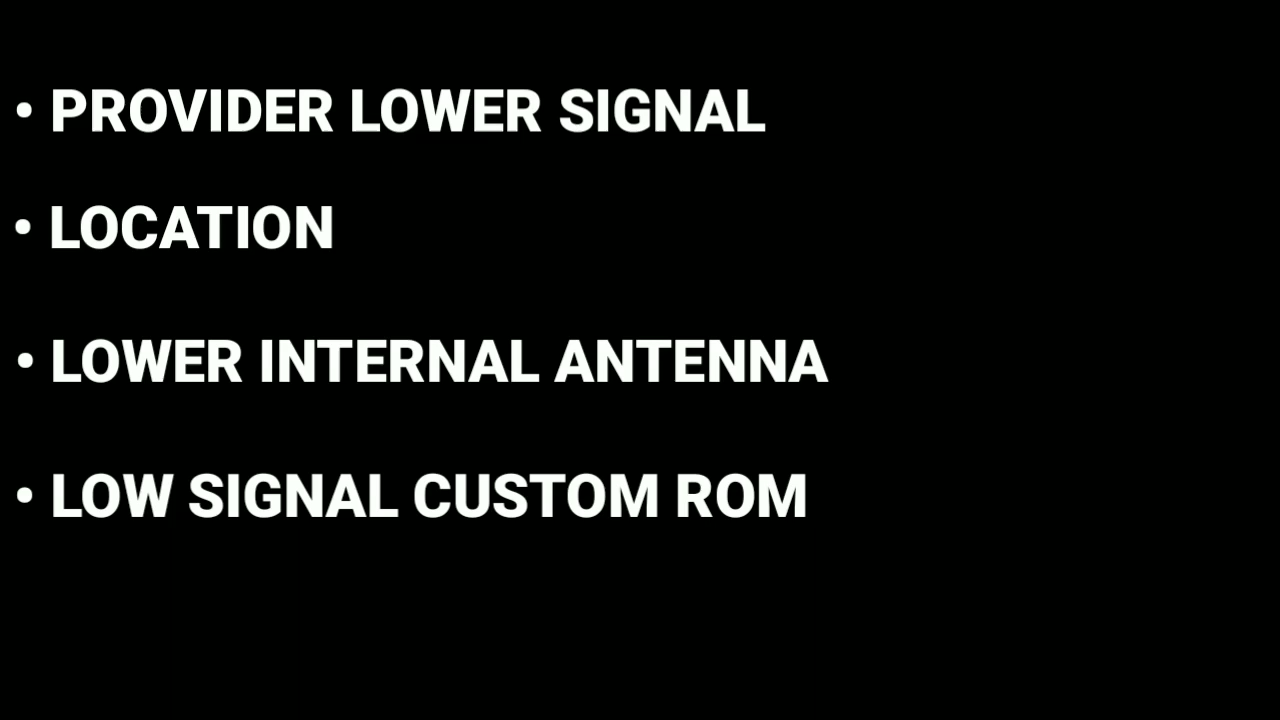 • PROVIDER LOWER SIGNAL
• LOCATION
• LOWER INTERNAL ANTENNA
• LOW SIGNAL CUSTOM ROM